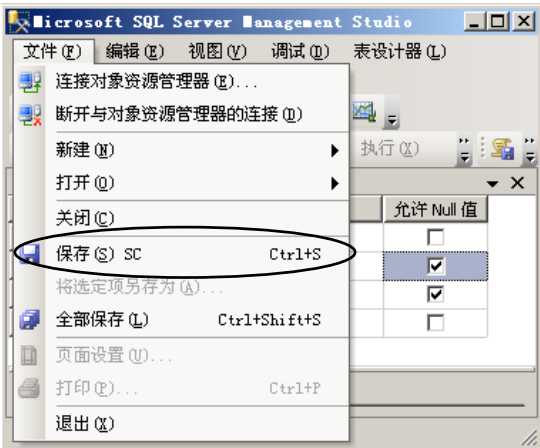 Microsoft SQL Server Management Studio
文件(F) 编辑(E) 视图(V) 调试(D) 表设计器(L)
连接对象资源管理器(E)...
断开与对象资源管理器的连接(D)
新建(N)
执行(X)
打开(O)
关闭(C)
允许 Null 值
保存(S) SC Ctrl+S
将选定项另存为(A)...
全部保存(L) Ctrl+Shift+S
页面设置(U)...
打印(P)... Ctrl+P
退出(X)